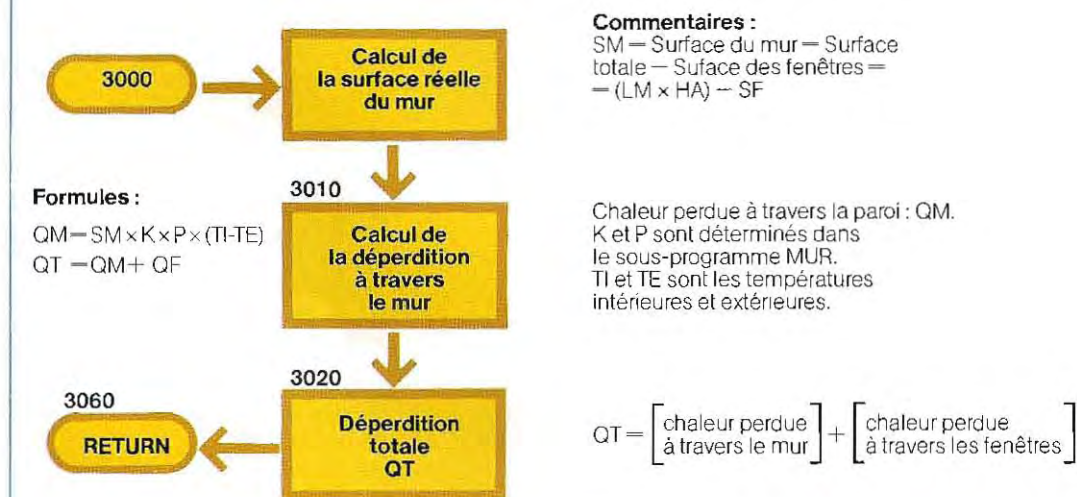 3000
Calcul de
la surface réelle
du mur
Commentaires :
SM = Surface du mur = Surface
totale − Suface des fenêtres =
= (LM × HA) − SF
Formules :
QM = SM × K × P × (TI-TE)
QT = QM + QF
3010
Calcul de
la déperdition
à travers
le mur
Chaleur perdue à travers la paroi : QM.
K et P sont déterminés dans
le sous-programme MUR.
TI et TE sont les températures
intérieures et extérieures.
3060
RETURN
3020
Déperdition
totale
QT
QT = [chaleur perdue à travers le mur] + [chaleur perdue à travers les fenêtres]